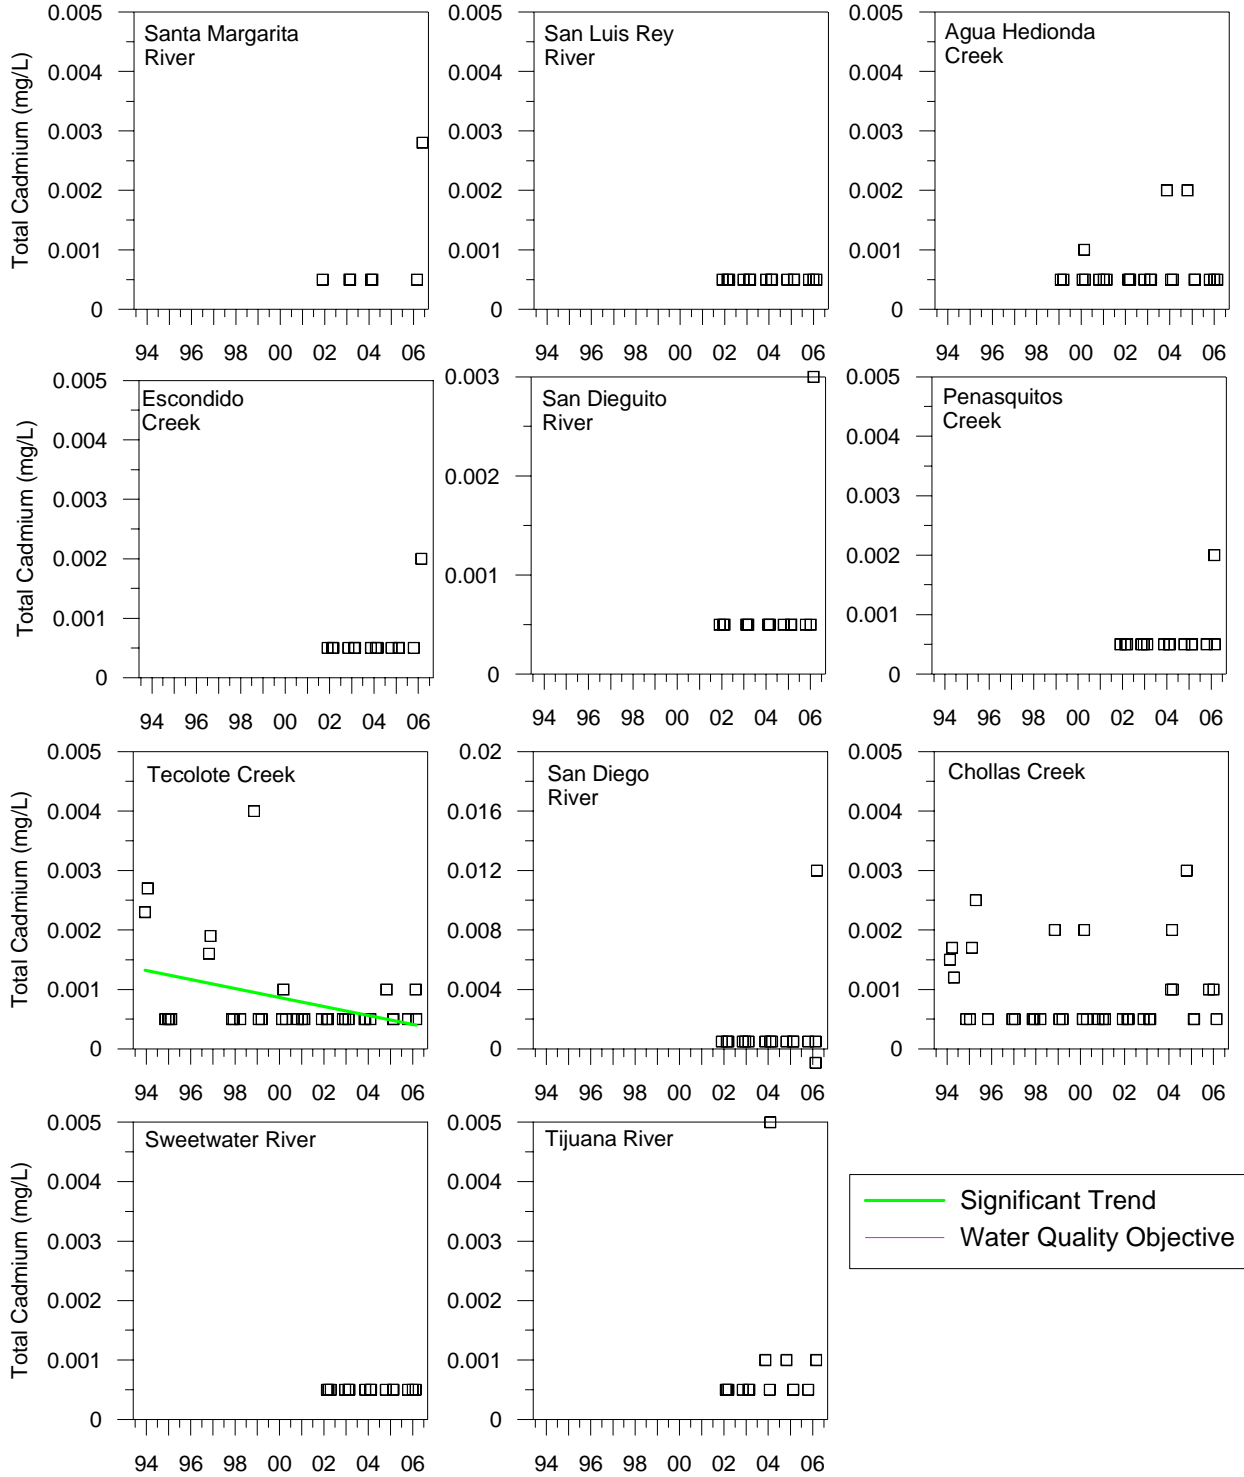 Total Cadmium (mg/L)
0.005
0.004
0.003
0.002
0.001
0
Santa Margarita
River
94 96 98 00 02 04 06
0.005
0.004
0.003
0.002
0.001
0
San Luis Rey
River
94 96 98 00 02 04 06
0.005
0.004
0.003
0.002
0.001
0
Agua Hedionda
Creek
94 96 98 00 02 04 06
Total Cadmium (mg/L)
0.005
0.004
0.003
0.002
0.001
0
Escondido
Creek
94 96 98 00 02 04 06
0.003
0.002
0.001
0
San Dieguito
River
94 96 98 00 02 04 06
0.005
0.004
0.003
0.002
0.001
0
Penasquitos
Creek
94 96 98 00 02 04 06
Total Cadmium (mg/L)
0.005
0.004
0.003
0.002
0.001
0
Tecolote Creek
94 96 98 00 02 04 06
0.02
0.016
0.012
0.008
0.004
0
San Diego
River
94 96 98 00 02 04 06
0.005
0.004
0.003
0.002
0.001
0
Chollas Creek
94 96 98 00 02 04 06
Total Cadmium (mg/L)
0.005
0.004
0.003
0.002
0.001
0
Sweetwater River
94 96 98 00 02 04 06
0.005
0.004
0.003
0.002
0.001
0
Tijuana River
94 96 98 00 02 04 06
Significant Trend
Water Quality Objective